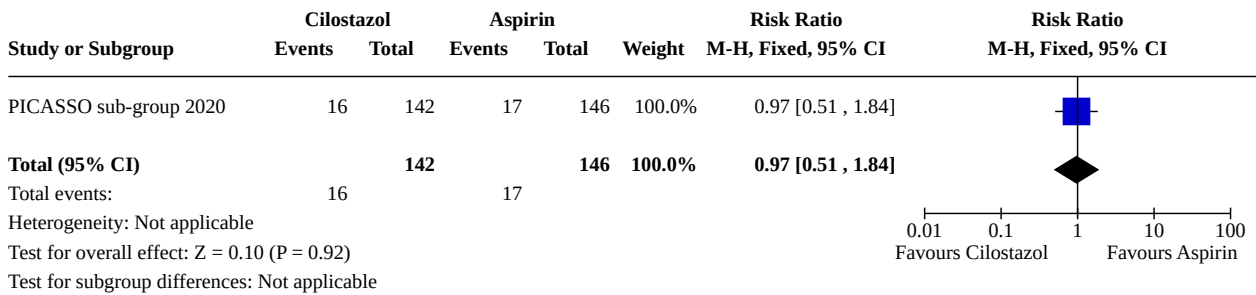 Cilostazol Aspirin Risk Ratio Risk Ratio
Study or Subgroup Events Total Events Total Weight M-H, Fixed, 95% CI M-H, Fixed, 95% CI
PICASSO sub-group 2020 16 142 17 146 100.0% 0.97 [0.51 , 1.84]
Total (95% CI) 142 146 100.0% 0.97 [0.51 , 1.84]
Total events: 16 17
Heterogeneity: Not applicable
0.01 0.1 1 10 100
Test for overall effect: Z = 0.10 (P = 0.92) Favours Cilostazol Favours Aspirin
Test for subgroup differences: Not applicable